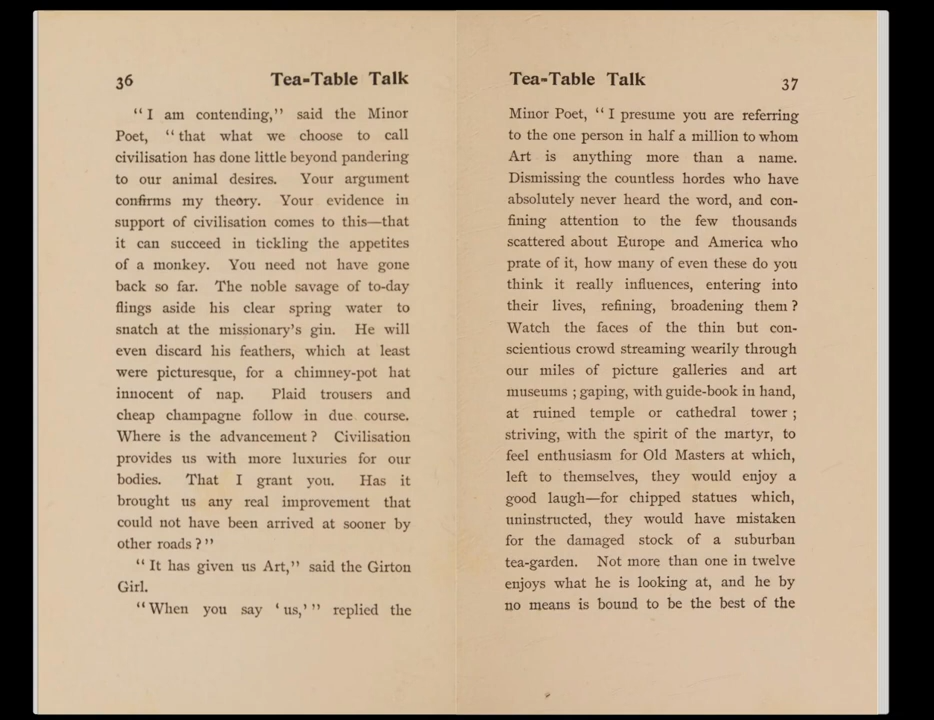 36 Tea-Table Talk
“I am contending,” said the Minor
Poet, “that what we choose to call
civilisation has done little beyond pandering
to our animal desires. Your argument
confirms my theory. Your evidence in
support of civilisation comes to this—that
it can succeed in tickling the appetites
of a monkey. You need not have gone
back so far. The noble savage of to-day
flings aside his clear spring water to
snatch at the missionary’s gin. He will
even discard his feathers, which at least
were picturesque, for a chimney-pot hat
innocent of nap. Plaid trousers and
cheap champagne follow in due course.
Where is the advancement? Civilisation
provides us with more luxuries for our
bodies. That I grant you. Has it
brought us any real improvement that
could not have been arrived at sooner by
other roads?”
“It has given us Art,” said the Girton
Girl.
“When you say ‘us,’” replied the
Tea-Table Talk 37
Minor Poet, “I presume you are referring
to the one person in half a million to whom
Art is anything more than a name.
Dismissing the countless hordes who have
absolutely never heard the word, and con-
fining attention to the few thousands
scattered about Europe and America who
prate of it, how many of even these do you
think it really influences, entering into
their lives, refining, broadening them?
Watch the faces of the thin but con-
scientious crowd streaming wearily through
our miles of picture galleries and art
museums; gaping, with guide-book in hand,
at ruined temple or cathedral tower;
striving, with the spirit of the martyr, to
feel enthusiasm for Old Masters at which,
left to themselves, they would enjoy a
good laugh—for chipped statues which,
uninstructed, they would have mistaken
for the damaged stock of a suburban
tea-garden. Not more than one in twelve
enjoys what he is looking at, and he by
no means is bound to be the best of the